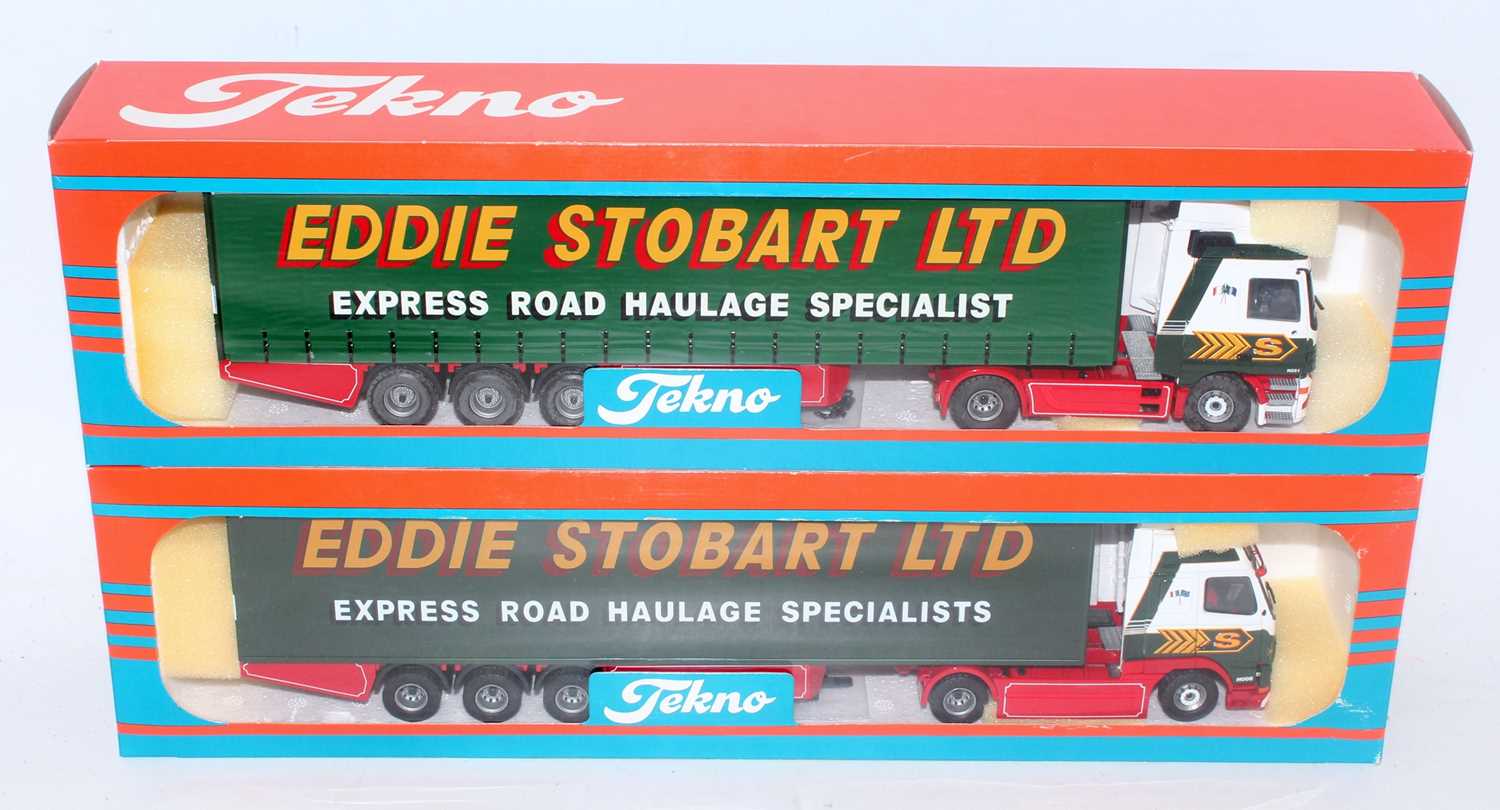 Tekno
EDDIE STOBART LTD
EXPRESS ROAD HAULAGE SPECIALIST
S
Tekno
EDDIE STOBART LTD
EXPRESS ROAD HAULAGE SPECIALISTS
S
Tekno